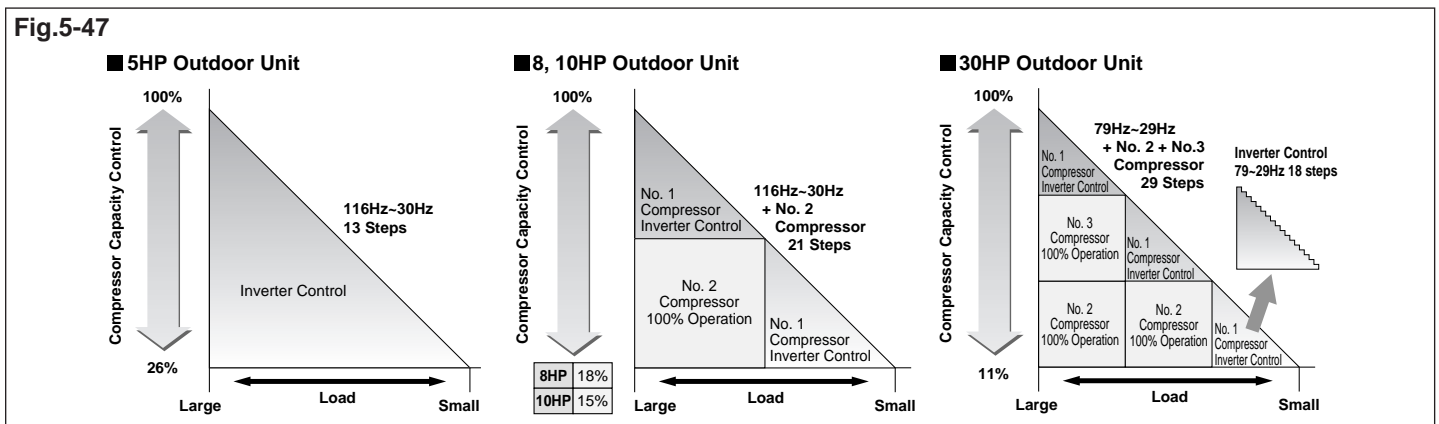 Fig.5-47
■5HP Outdoor Unit
100%
Compressor Capacity Control
26%
116Hz~30Hz
13 Steps
Inverter Control
Large
Load
Small
■8, 10HP Outdoor Unit
100%
Compressor Capacity Control
8HP 18%
10HP 15%
116Hz~30Hz
+ No. 2
Compressor
21 Steps
No. 1
Compressor
Inverter Control
No. 2
Compressor
100% Operation
No. 1
Compressor
Inverter Control
Large
Load
Small
■30HP Outdoor Unit
100%
Compressor Capacity Control
11%
79Hz~29Hz
+ No. 2 + No.3
Compressor
29 Steps
No. 1
Compressor
Inverter Control
No. 3
Compressor
100% Operation
No. 1
Compressor
Inverter Control
No. 2
Compressor
100% Operation
No. 2
Compressor
100% Operation
No. 1
Compressor
Inverter Control
Inverter Control
79~29Hz 18 steps
Large
Load
Small